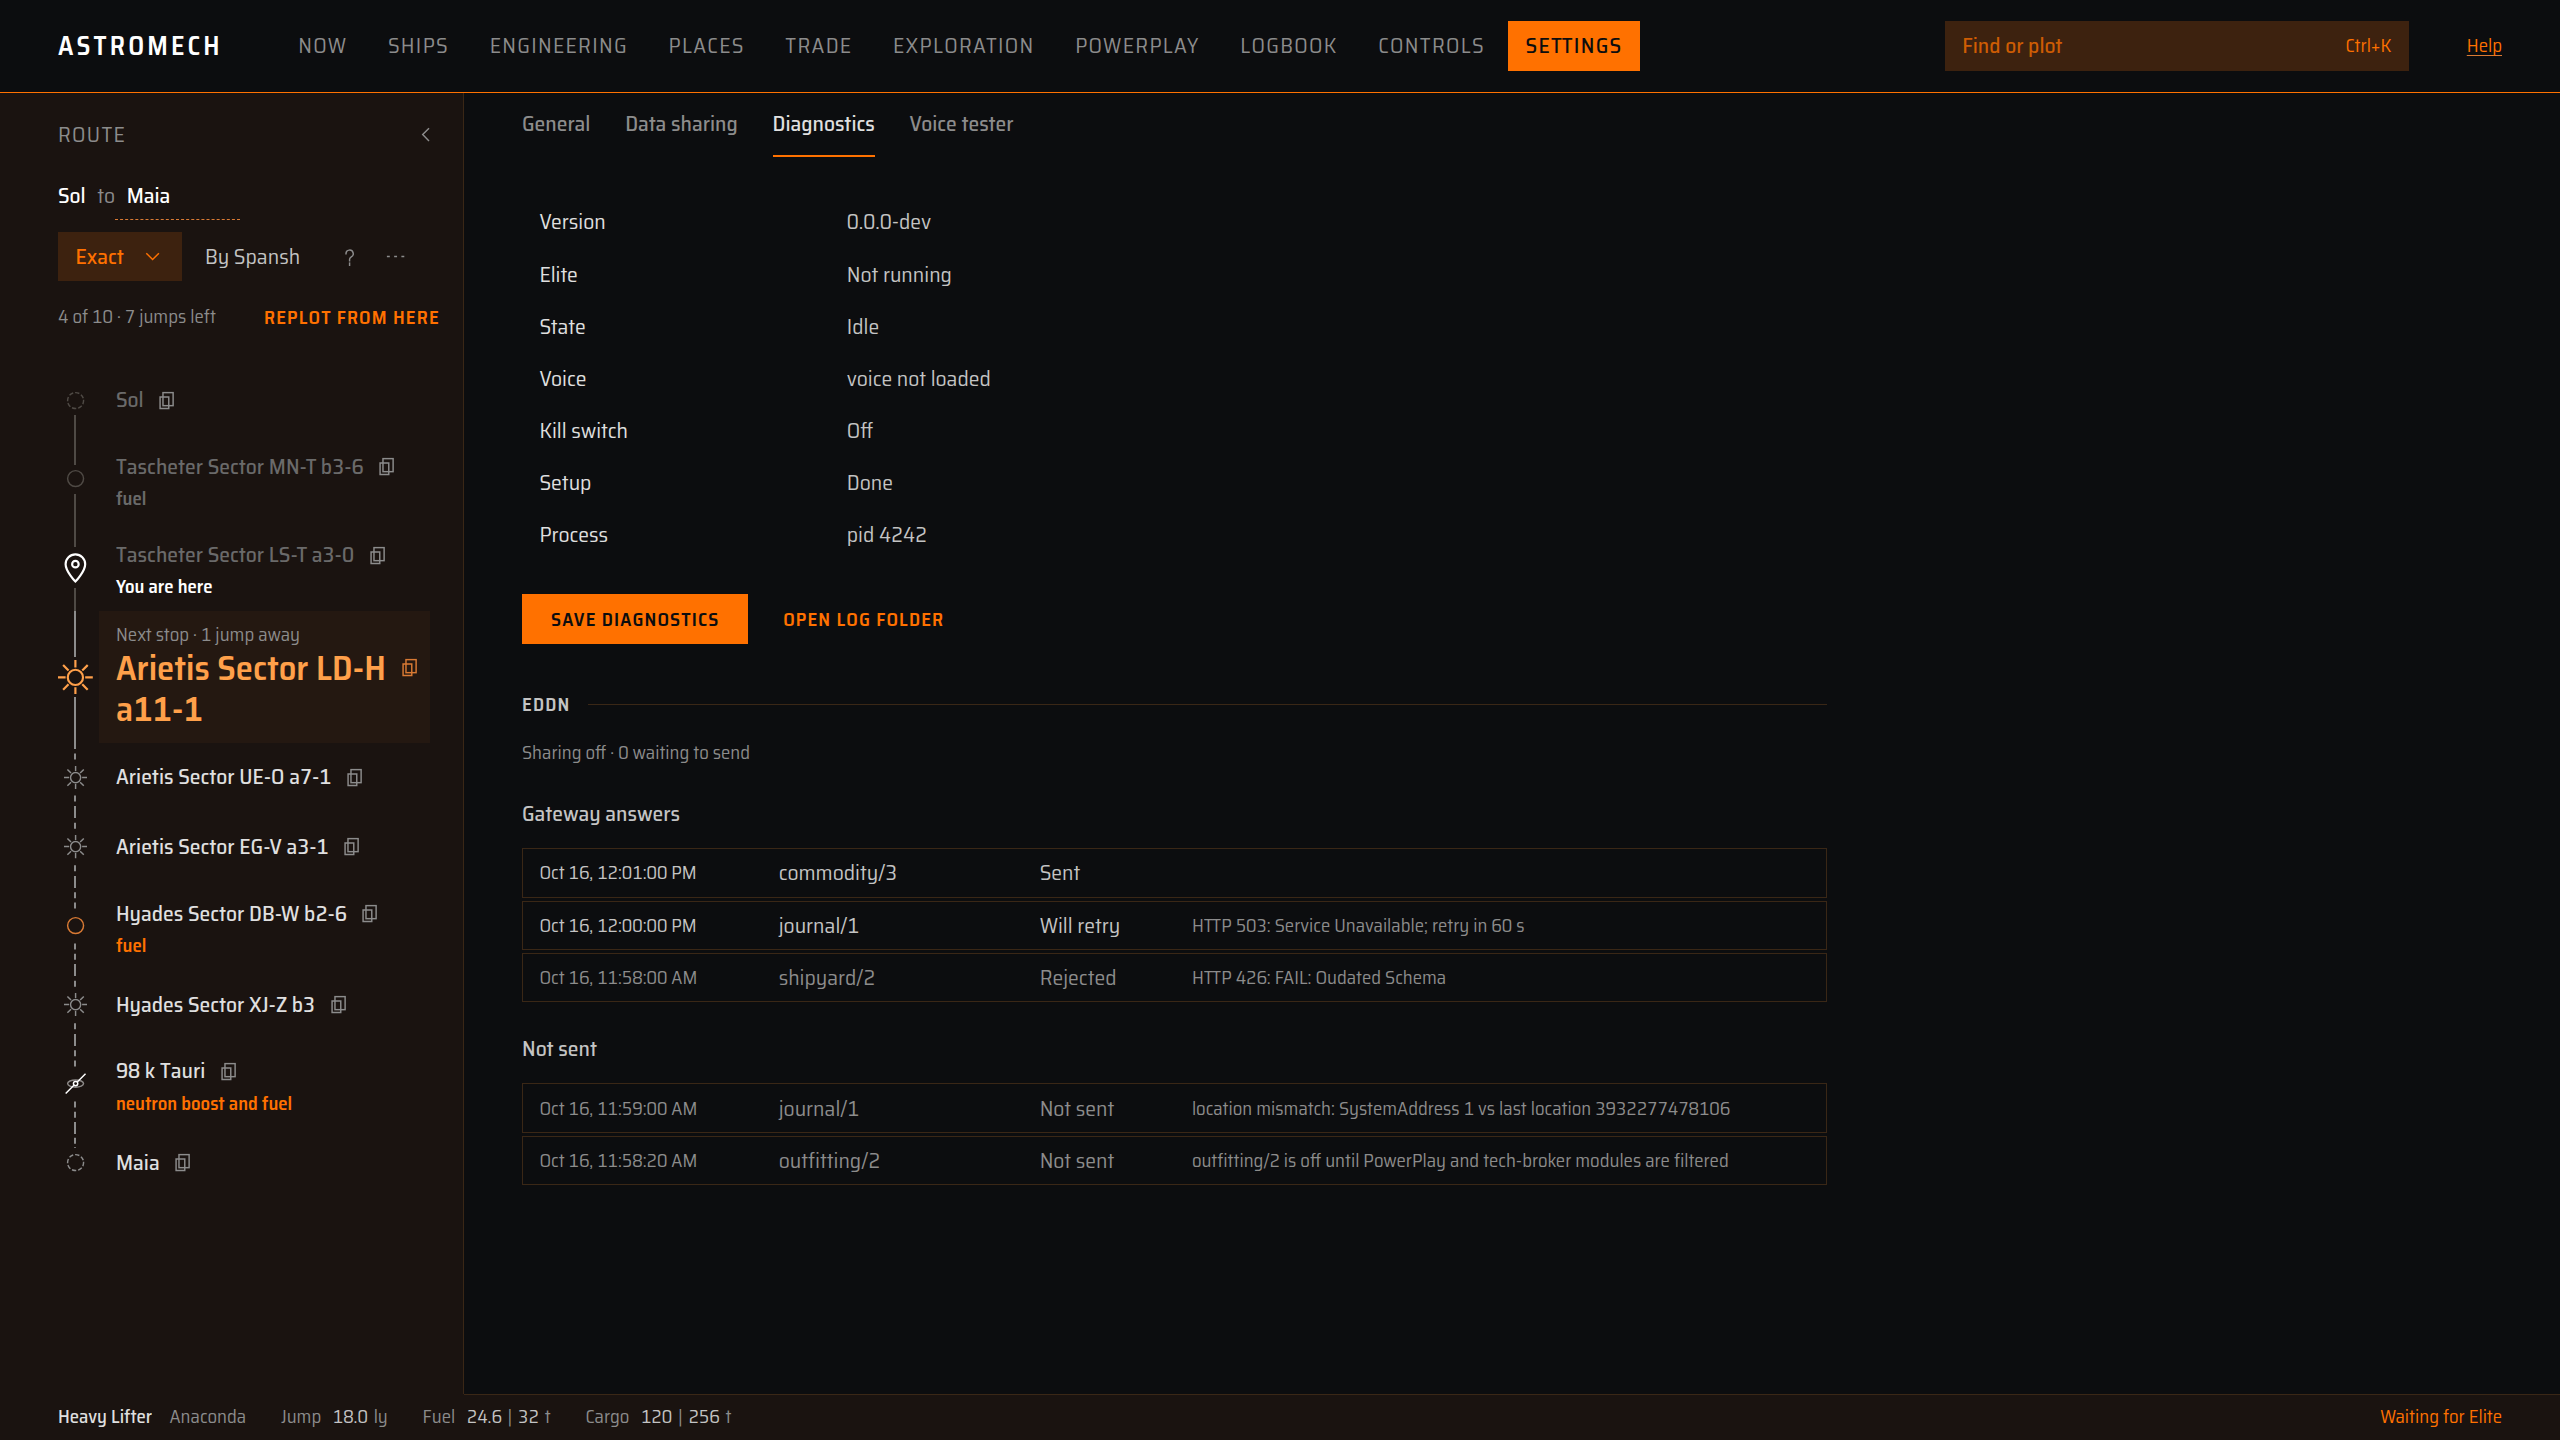 ASTROMECH NOW SHIPS ENGINEERING PLACES TRADE EXPLORATION POWERPLAY LOGBOOK CONTROLS SETTINGS Find or plot Ctrl+K Help
ROUTE
Sol to Maia
Exact By Spansh ? ···
4 of 10 · 7 jumps left REPLOT FROM HERE
Sol
Tascheter Sector MN-T b3-6
fuel
Tascheter Sector LS-T a3-0
You are here
Next stop · 1 jump away
Arietis Sector LD-H
a11-1
Arietis Sector UE-O a7-1
Arietis Sector EG-V a3-1
Hyades Sector DB-W b2-6
fuel
Hyades Sector XJ-Z b3
98 k Tauri
neutron boost and fuel
Maia
General Data sharing Diagnostics Voice tester
Version 0.0.0-dev
Elite Not running
State Idle
Voice voice not loaded
Kill switch Off
Setup Done
Process pid 4242
SAVE DIAGNOSTICS OPEN LOG FOLDER
EDDN
Sharing off · 0 waiting to send
Gateway answers
Oct 16, 12:01:00 PM commodity/3 Sent
Oct 16, 12:00:00 PM journal/1 Will retry HTTP 503: Service Unavailable; retry in 60 s
Oct 16, 11:58:00 AM shipyard/2 Rejected HTTP 426: FAIL: Oudated Schema
Not sent
Oct 16, 11:59:00 AM journal/1 Not sent location mismatch: SystemAddress 1 vs last location 3932277478106
Oct 16, 11:58:20 AM outfitting/2 Not sent outfitting/2 is off until PowerPlay and tech-broker modules are filtered
Heavy Lifter Anaconda Jump 18.0 ly Fuel 24.6 | 32 t Cargo 120 | 256 t Waiting for Elite